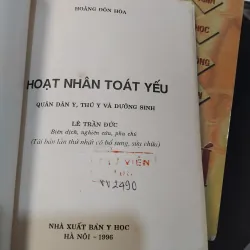 HOÀNG ĐÔN HÒA
HOẠT NHÂN TOÁT YẾU
QUÂN DÂN Y, THÚ Y VÀ DƯỠNG SINH
LÊ TRẦN ĐỨC
Biên dịch, nghiên cứu, phụ chú
(Tái bản lần thứ nhất có bổ sung, sửa chữa)
VIỆN
VV2490
NHÀ XUẤT BẢN Y HỌC
HÀ NỘI - 1996